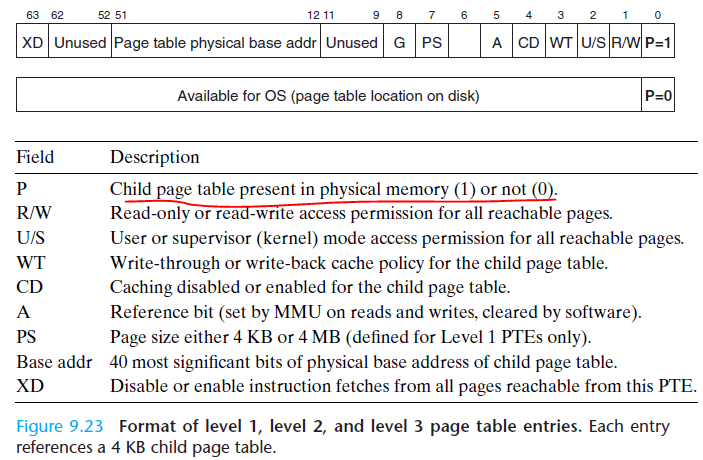 63 62 52 51 12 11 9 8 7 6 5 4 3 2 1 0
XD Unused Page table physical base addr Unused G PS A CD WT U/S R/W P=1
Available for OS (page table location on disk) P=0
Field Description
P Child page table present in physical memory (1) or not (0).
R/W Read-only or read-write access permission for all reachable pages.
U/S User or supervisor (kernel) mode access permission for all reachable pages.
WT Write-through or write-back cache policy for the child page table.
CD Caching disabled or enabled for the child page table.
A Reference bit (set by MMU on reads and writes, cleared by software).
PS Page size either 4 KB or 4 MB (defined for Level 1 PTEs only).
Base addr 40 most significant bits of physical base address of child page table.
XD Disable or enable instruction fetches from all pages reachable from this PTE.
Figure 9.23 Format of level 1, level 2, and level 3 page table entries. Each entry
references a 4 KB child page table.